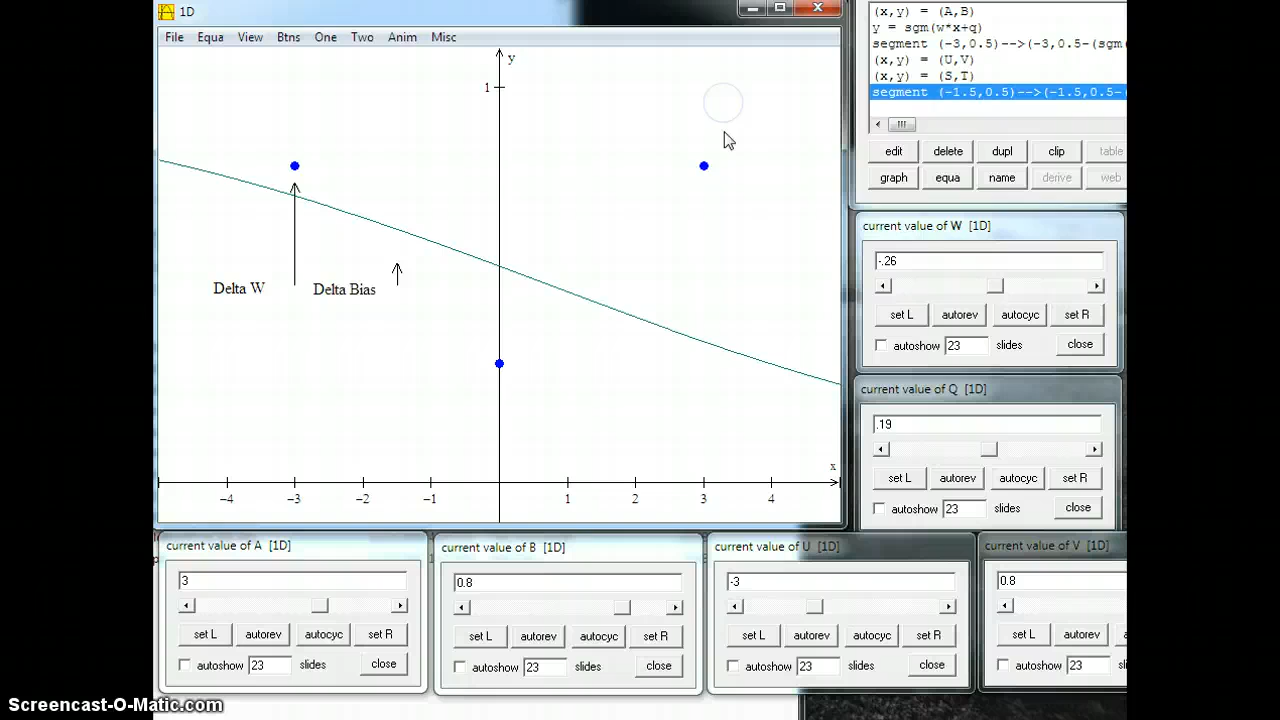 1D
File Equa View Btns One Two Anim Misc
y
1
Delta W Delta Bias
x
−4 −3 −2 −1 1 2 3 4
(x,y) = (A,B)
y = sgm(w*x+q)
segment (-3,0.5)-->(-3,0.5-(sgm(
(x,y) = (U,V)
(x,y) = (S,T)
segment (-1.5,0.5)-->(-1.5,0.5-(
edit delete dupl clip table
graph equa name derive web
current value of W [1D]
-.26
set L autorev autocyc set R
autoshow 23 slides close
current value of Q [1D]
.19
set L autorev autocyc set R
autoshow 23 slides close
current value of A [1D]
3
set L autorev autocyc set R
autoshow 23 slides close
current value of B [1D]
0.8
set L autorev autocyc set R
autoshow 23 slides close
current value of U [1D]
-3
set L autorev autocyc set R
autoshow 23 slides close
current value of V [1D]
0.8
set L autorev
autoshow 23 sli
Screencast-O-Matic.com